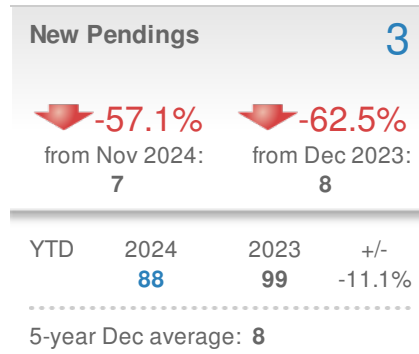 New Pendings 3
-57.1% -62.5%
from Nov 2024: from Dec 2023:
7 8
YTD 2024 2023 +/-
88 99 -11.1%
5-year Dec average: 8